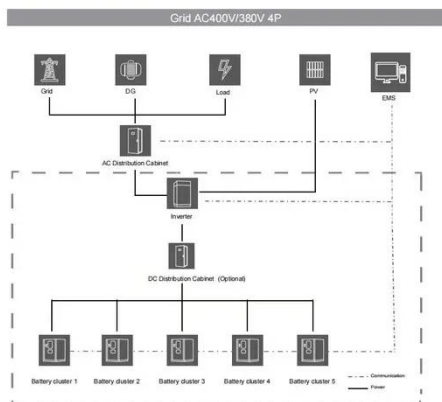 Grid AC400V/380V 4P
Grid
DG
Load
PV
EMS
AC Distribution Cabinet
Inverter
DC Distribution Cabinet (Optional)
Battery cluster 1
Battery cluster 2
Battery cluster 3
Battery cluster 4
Battery cluster 5
Communication
Power